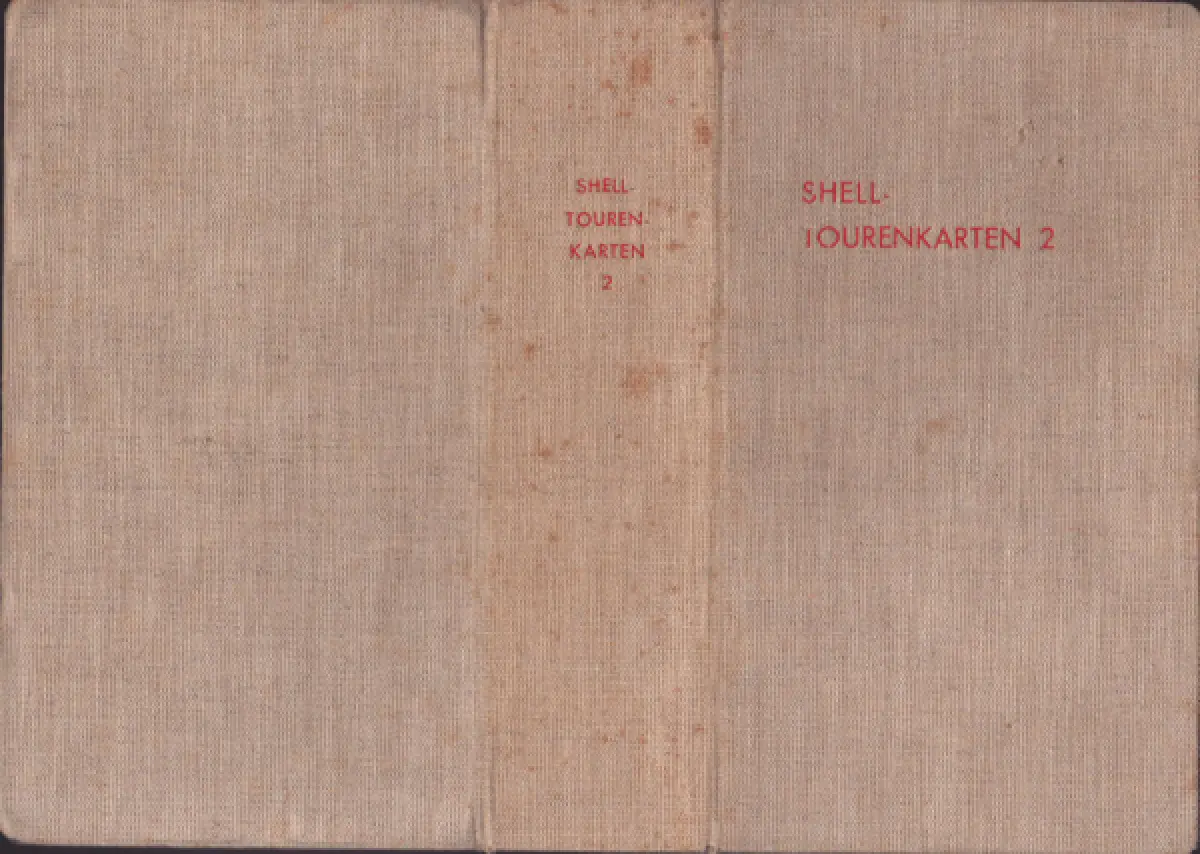 SHELL-
TOUREN-
KARTEN
2
SHELL-
TOURENKARTEN 2